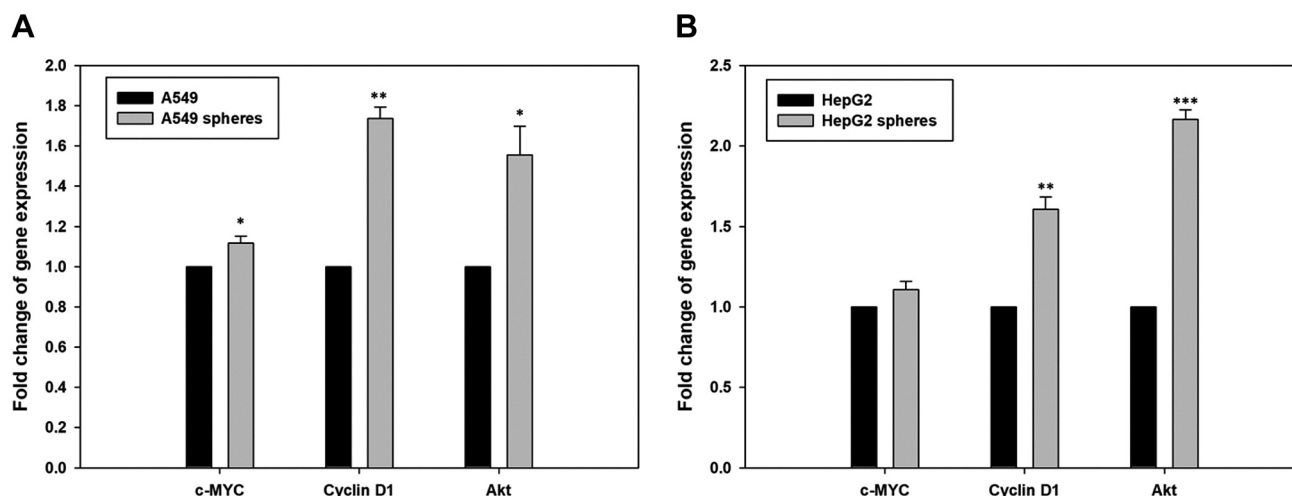 A
Fold change of gene expression
2.0
1.8
1.6
1.4
1.2
1.0
0.8
0.6
0.4
0.2
0.0
A549
A549 spheres
*
**
*
c-MYC Cyclin D1 Akt
B
Fold change of gene expression
2.5
2.0
1.5
1.0
0.5
0.0
HepG2
HepG2 spheres
**
***
c-MYC Cyclin D1 Akt